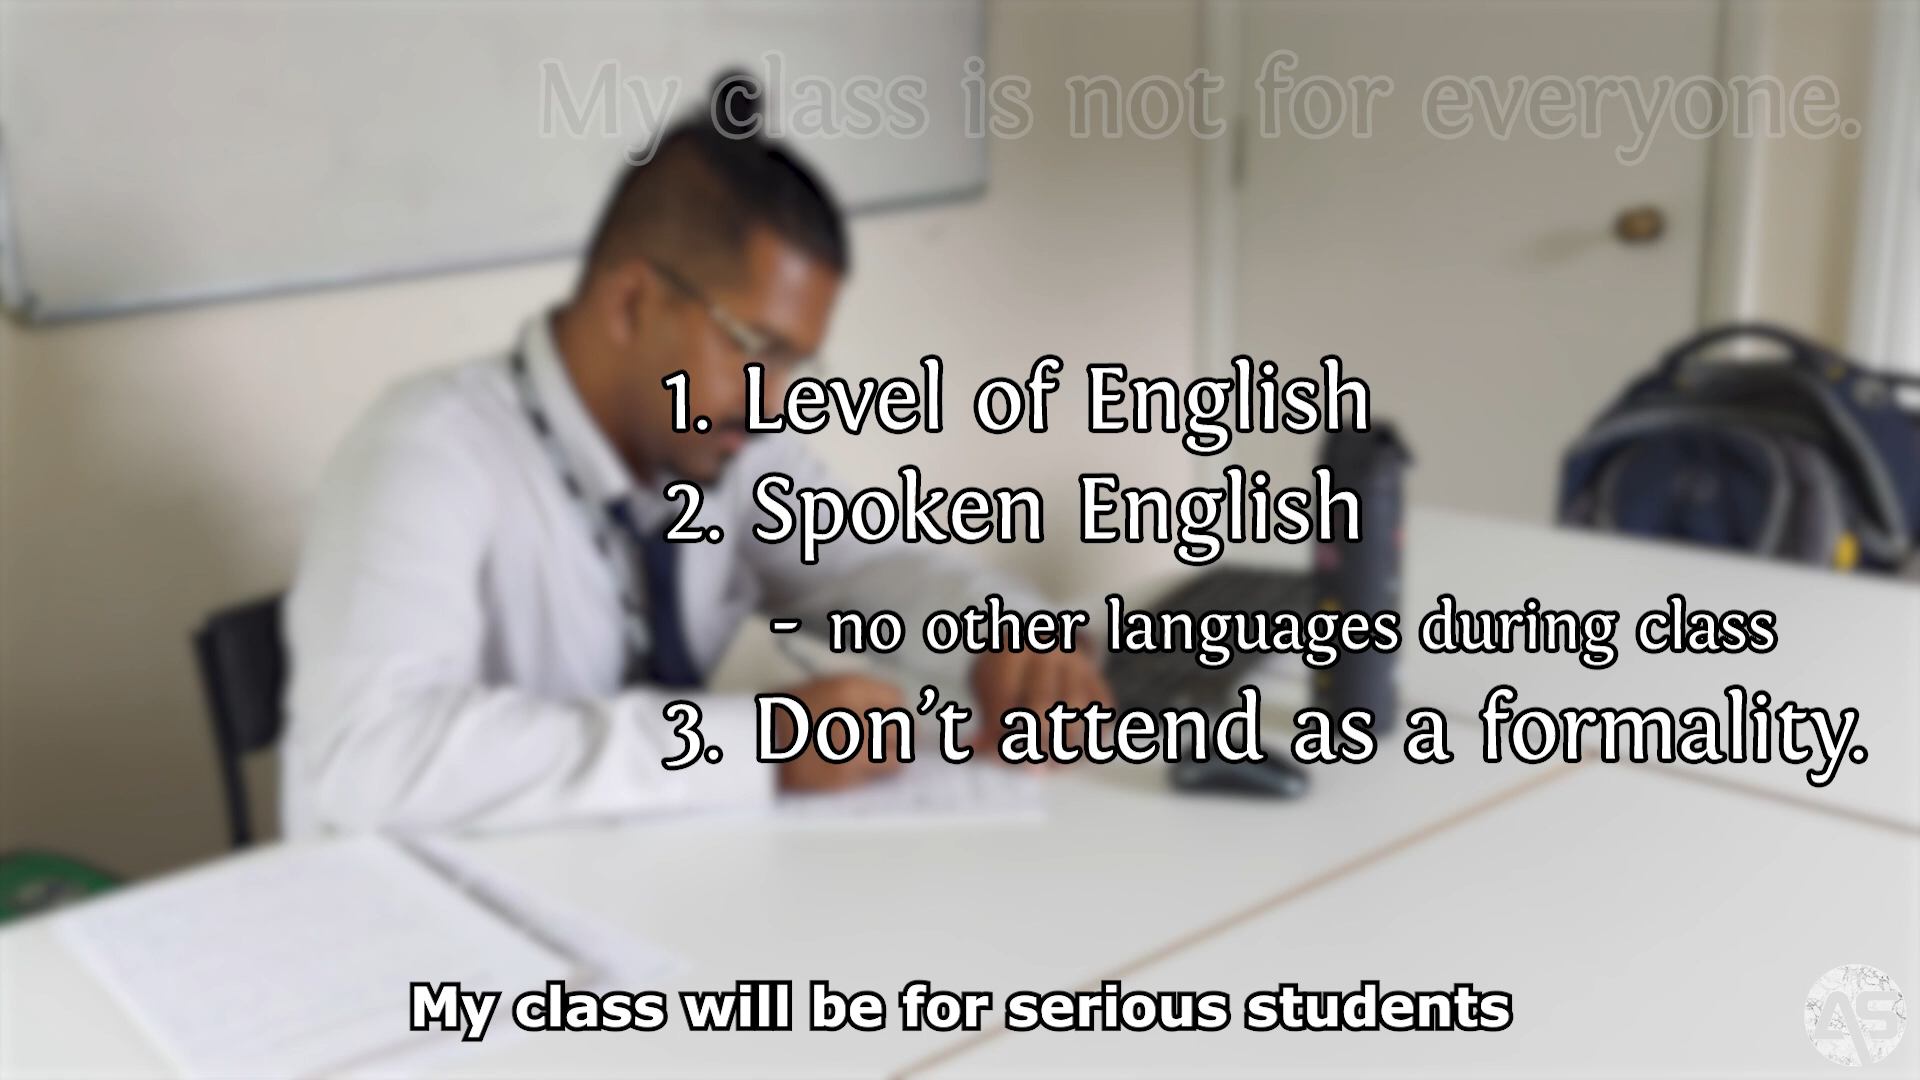 My class is not for everyone.
1. Level of English
2. Spoken English
- no other languages during class
3. Don't attend as a formality.
My class will be for serious students
AS